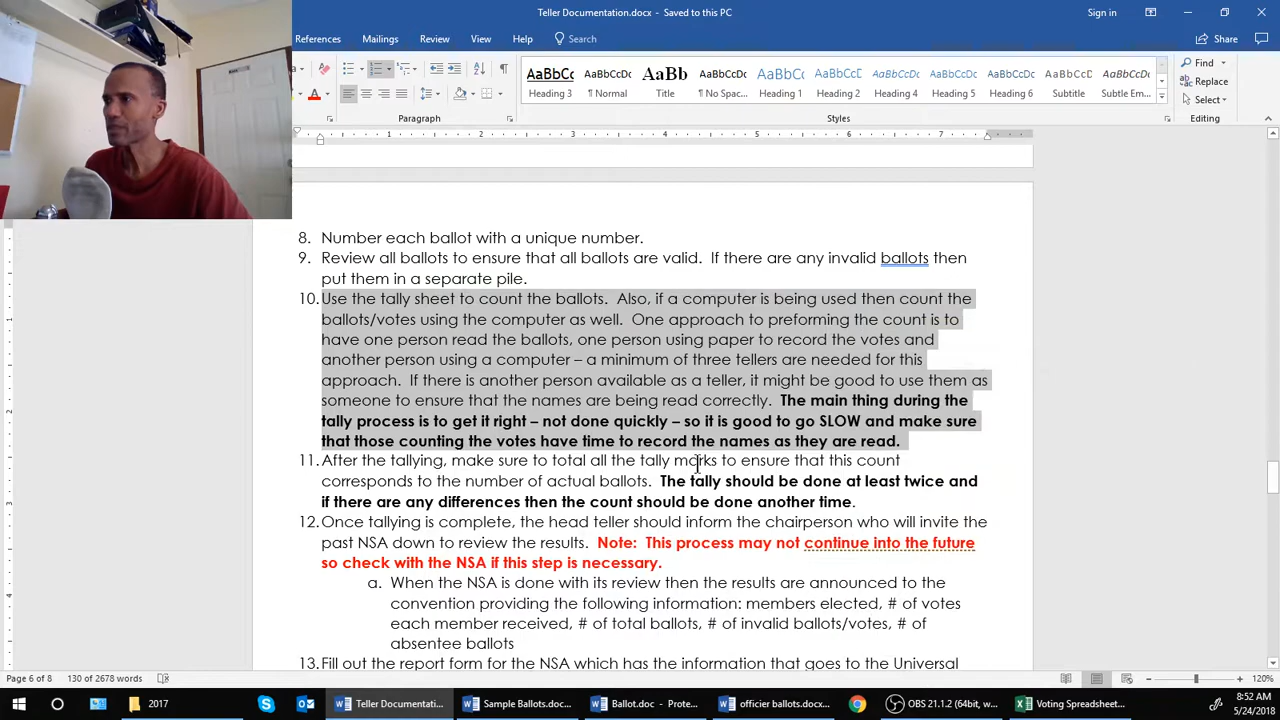 Teller Documentation.docx - Saved to this PC
Sign in
References Mailings Review View Help Search Share
AaBbCc AaBbCcDc AaBb AaBbCcDc AaBbCcD AaBbCcD AaBbCcD AaBbCcD AaBbCcD AaBbCcD AaBbCcD
Heading 3 ¶ Normal Title ¶ No Spac... Heading 1 Heading 2 Heading 4 Heading 5 Heading 6 Subtitle Subtle Em...
Find
Replace
Select
Paragraph Styles Editing
1 2 3 4 5 6 7
8. Number each ballot with a unique number.
9. Review all ballots to ensure that all ballots are valid. If there are any invalid ballots then
put them in a separate pile.
10. Use the tally sheet to count the ballots. Also, if a computer is being used then count the
ballots/votes using the computer as well. One approach to preforming the count is to
have one person read the ballots, one person using paper to record the votes and
another person using a computer – a minimum of three tellers are needed for this
approach. If there is another person available as a teller, it might be good to use them as
someone to ensure that the names are being read correctly. The main thing during the
tally process is to get it right – not done quickly – so it is good to go SLOW and make sure
that those counting the votes have time to record the names as they are read.
11. After the tallying, make sure to total all the tally marks to ensure that this count
corresponds to the number of actual ballots. The tally should be done at least twice and
if there are any differences then the count should be done another time.
12. Once tallying is complete, the head teller should inform the chairperson who will invite the
past NSA down to review the results. Note: This process may not continue into the future
so check with the NSA if this step is necessary.
a. When the NSA is done with its review then the results are announced to the
convention providing the following information: members elected, # of votes
each member received, # of total ballots, # of invalid ballots/votes, # of
absentee ballots
13. Fill out the report form for the NSA which has the information that goes to the Universal
Page 6 of 8 130 of 2678 words 120%
2017 Teller Documentati... Sample Ballots.doc... Ballot.doc - Prote... officier ballots.docx... OBS 21.1.2 (64bit, w... Voting Spreadsheet...
8:52 AM
5/24/2018